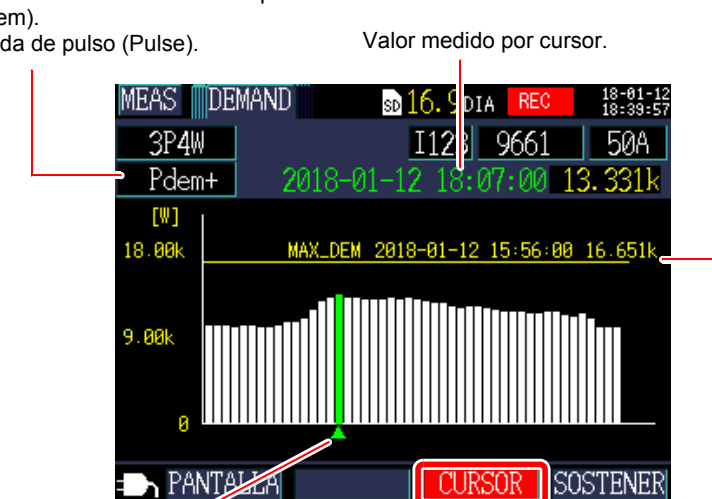 em).
da de pulso (Pulse).
Valor medido por cursor.
MEAS DEMAND SD 16.9DIA REC 18-01-12
18:39:57
3P4W I123 9661 50A
Pdem+ 2018-01-12 18:07:00 13.331k
[W]
18.00k MAX_DEM 2018-01-12 15:56:00 16.651k
9.00k
0
PANTALLA CURSOR SOSTENER